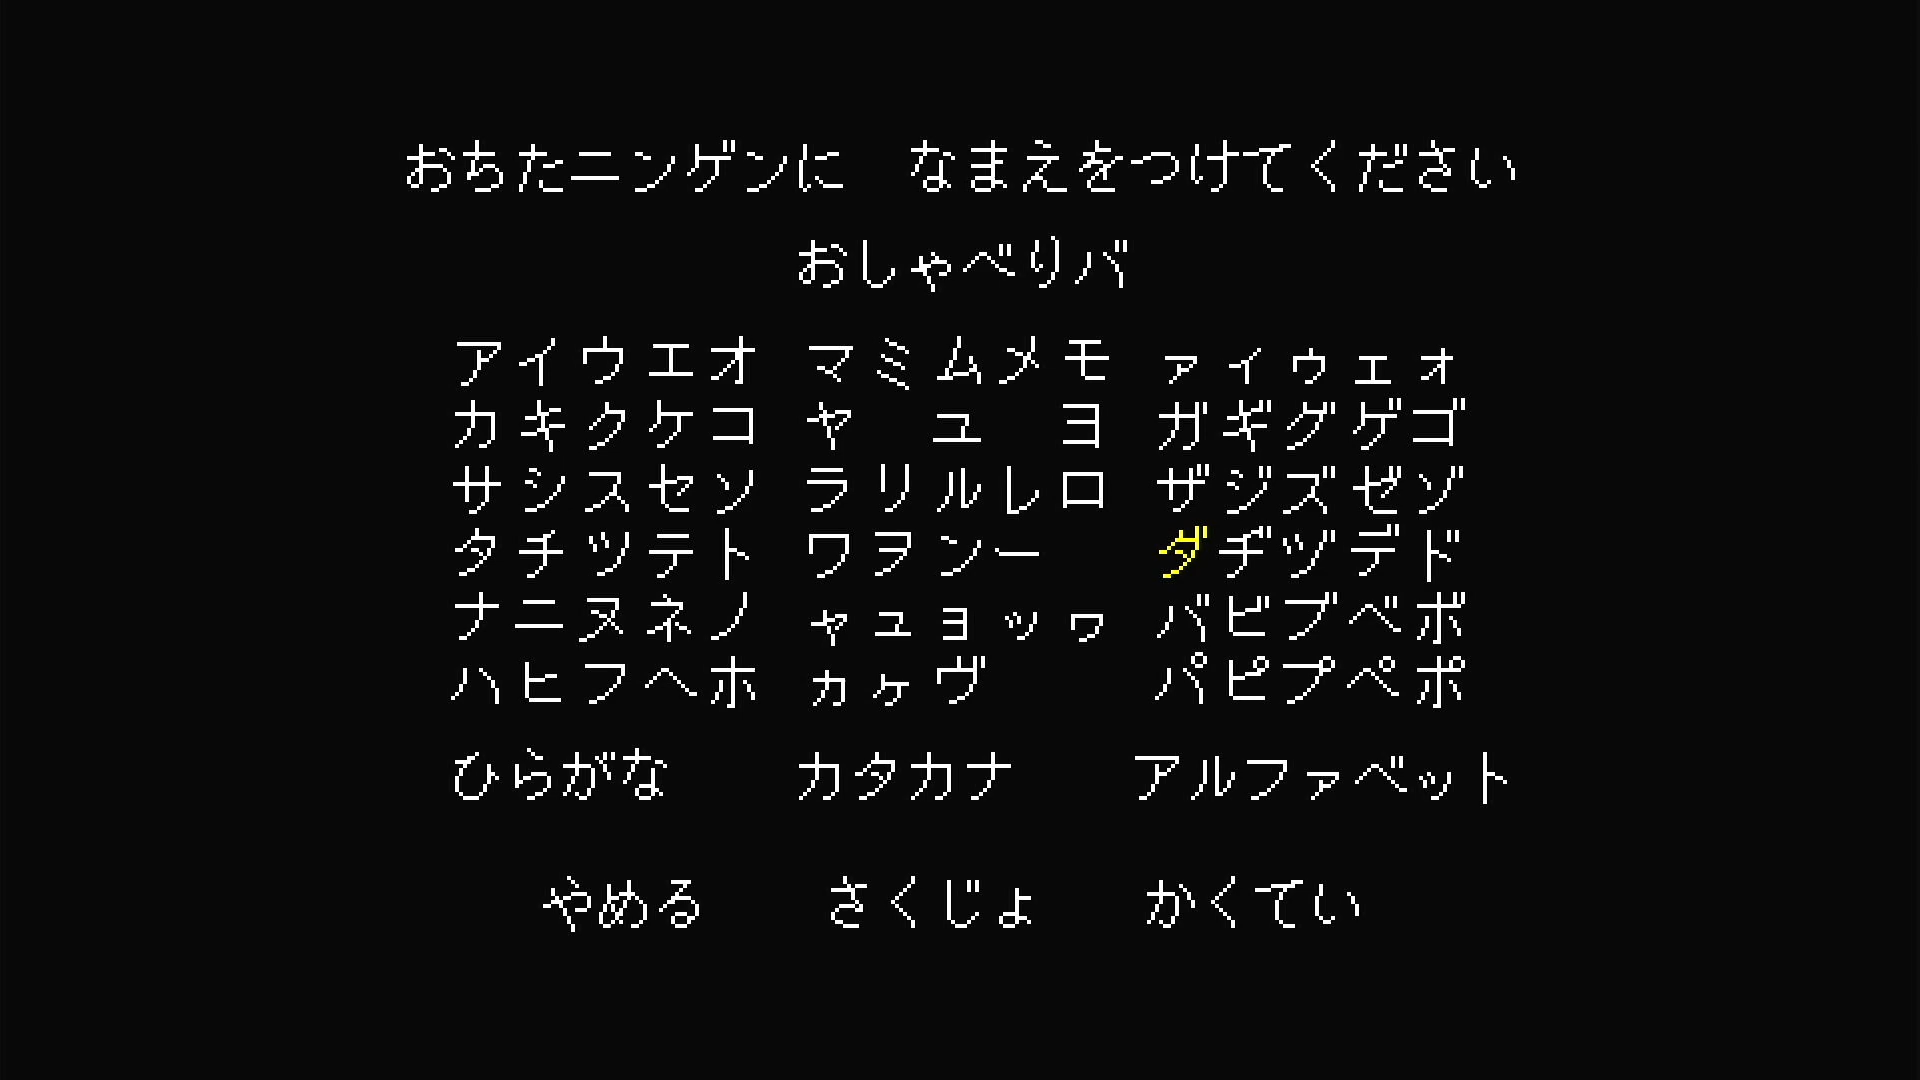 おちたニンゲンに　なまえをつけてください
おしゃべりバ
アイウエオ マミムメモ ァィゥェォ
カキクケコ ヤ　ユ　ヨ ガギグゲゴ
サシスセソ ラリルレロ ザジズゼゾ
タチツテト ワヲンー ダヂヅデド
ナニヌネノ ャュョッヮ バビブベボ
ハヒフヘホ ヵヶヴ パピプペポ
ひらがな カタカナ アルファベット
やめる さくじょ かくてい